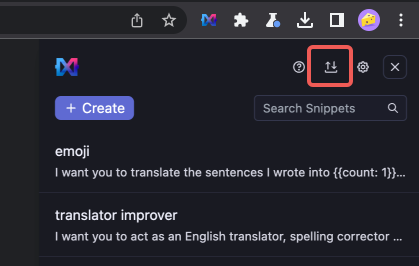 + Create
Search Snippets
emoji
I want you to translate the sentences I wrote into {{count: 1}}...
translator improver
I want you to act as an English translator, spelling corrector ...